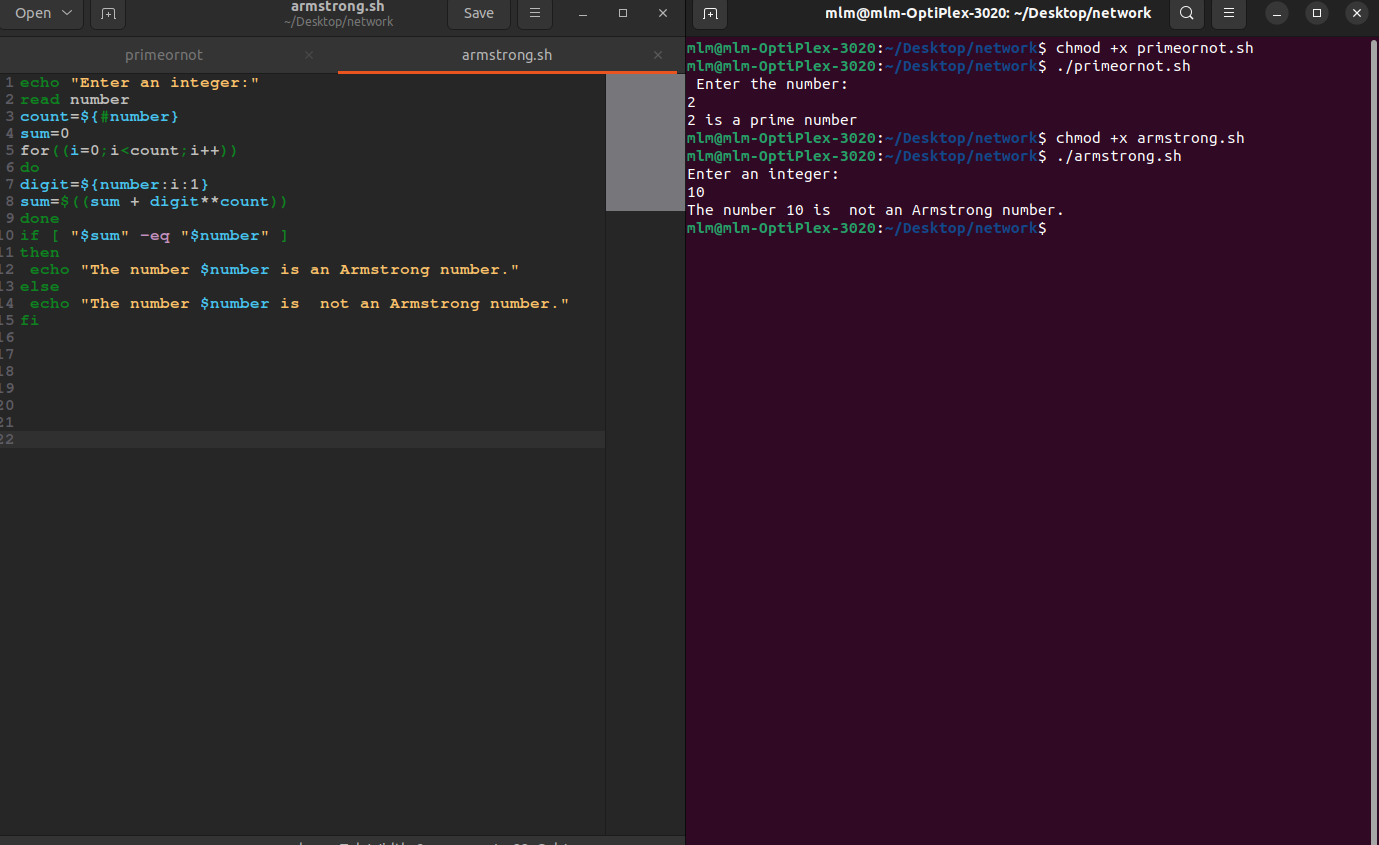 Open
armstrong.sh
~/Desktop/network
Save
primeornot
armstrong.sh
1 echo "Enter an integer:"
2 read number
3 count=${#number}
4 sum=0
5 for((i=0;i<count;i++))
6 do
7 digit=${number:i:1}
8 sum=$((sum + digit**count))
9 done
10 if [ "$sum" -eq "$number" ]
11 then
12  echo "The number $number is an Armstrong number."
13 else
14  echo "The number $number is  not an Armstrong number."
15 fi
16
17
18
19
20
21
22
mlm@mlm-OptiPlex-3020: ~/Desktop/network
mlm@mlm-OptiPlex-3020:~/Desktop/network$ chmod +x primeornot.sh
mlm@mlm-OptiPlex-3020:~/Desktop/network$ ./primeornot.sh
 Enter the number:
2
2 is a prime number
mlm@mlm-OptiPlex-3020:~/Desktop/network$ chmod +x armstrong.sh
mlm@mlm-OptiPlex-3020:~/Desktop/network$ ./armstrong.sh
Enter an integer:
10
The number 10 is  not an Armstrong number.
mlm@mlm-OptiPlex-3020:~/Desktop/network$